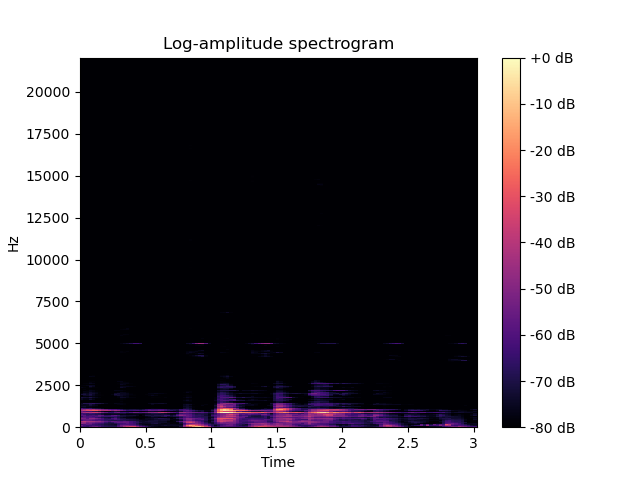 Log-amplitude spectrogram
Hz
20000
17500
15000
12500
10000
7500
5000
2500
0
0 0.5 1 1.5 2 2.5 3
Time
+0 dB
-10 dB
-20 dB
-30 dB
-40 dB
-50 dB
-60 dB
-70 dB
-80 dB